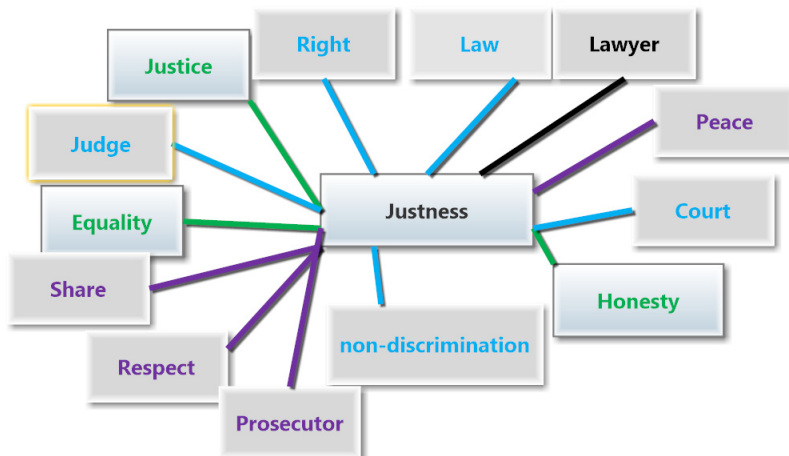 Right
Law
Lawyer
Justice
Peace
Judge
Justness
Court
Equality
Share
Honesty
non-discrimination
Respect
Prosecutor